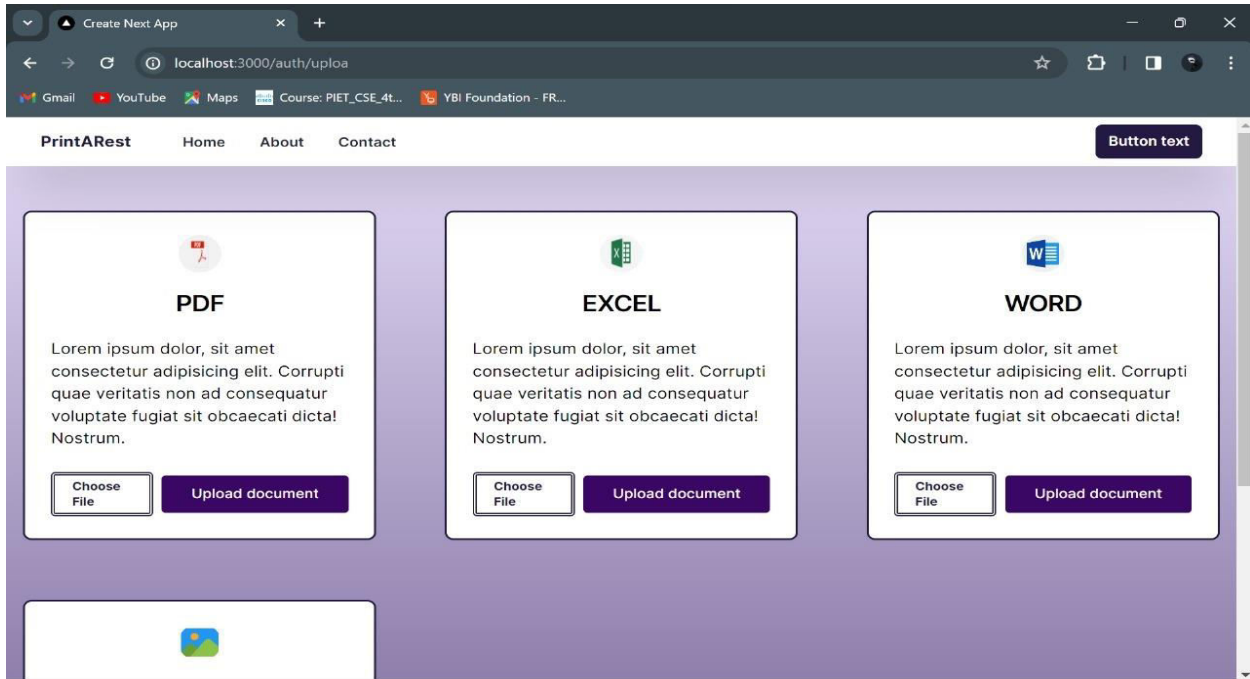 Create Next App
localhost:3000/auth/uploa
Gmail YouTube Maps Course: PIET_CSE_4t... YBI Foundation - FR...
PrintARest Home About Contact Button text
PDF
Lorem ipsum dolor, sit amet
consectetur adipisicing elit. Corrupti
quae veritatis non ad consequatur
voluptate fugiat sit obcaecati dicta!
Nostrum.
Choose
File
Upload document
EXCEL
Lorem ipsum dolor, sit amet
consectetur adipisicing elit. Corrupti
quae veritatis non ad consequatur
voluptate fugiat sit obcaecati dicta!
Nostrum.
Choose
File
Upload document
WORD
Lorem ipsum dolor, sit amet
consectetur adipisicing elit. Corrupti
quae veritatis non ad consequatur
voluptate fugiat sit obcaecati dicta!
Nostrum.
Choose
File
Upload document